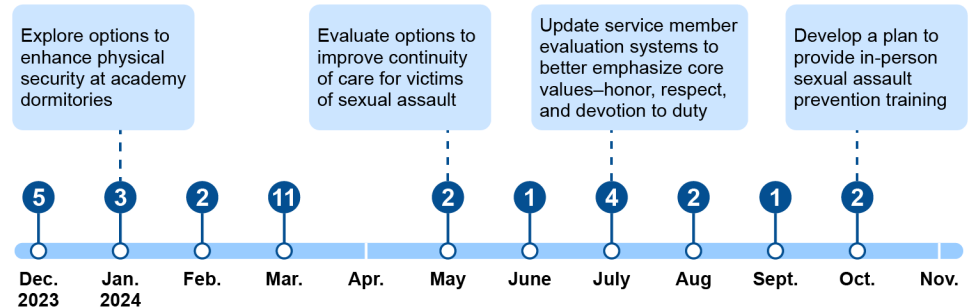 Explore options to
enhance physical
security at academy
dormitories
Evaluate options to
improve continuity
of care for victims
of sexual assault
Update service member
evaluation systems to
better emphasize core
values–honor, respect,
and devotion to duty
Develop a plan to
provide in-person
sexual assault
prevention training
5 3 2 11 2 1 4 2 1 2
Dec. Jan. Feb. Mar. Apr. May June July Aug Sept. Oct. Nov.
2023 2024